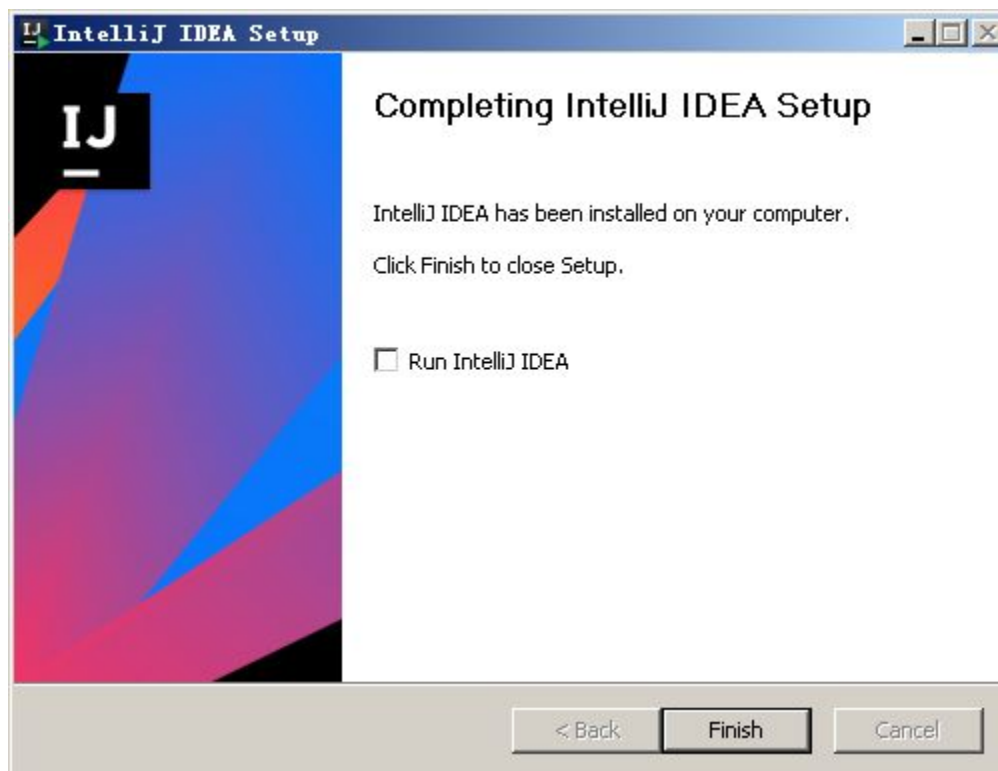 IntelliJ IDEA Setup
IJ
Completing IntelliJ IDEA Setup
IntelliJ IDEA has been installed on your computer.
Click Finish to close Setup.
Run IntelliJ IDEA
< Back
Finish
Cancel